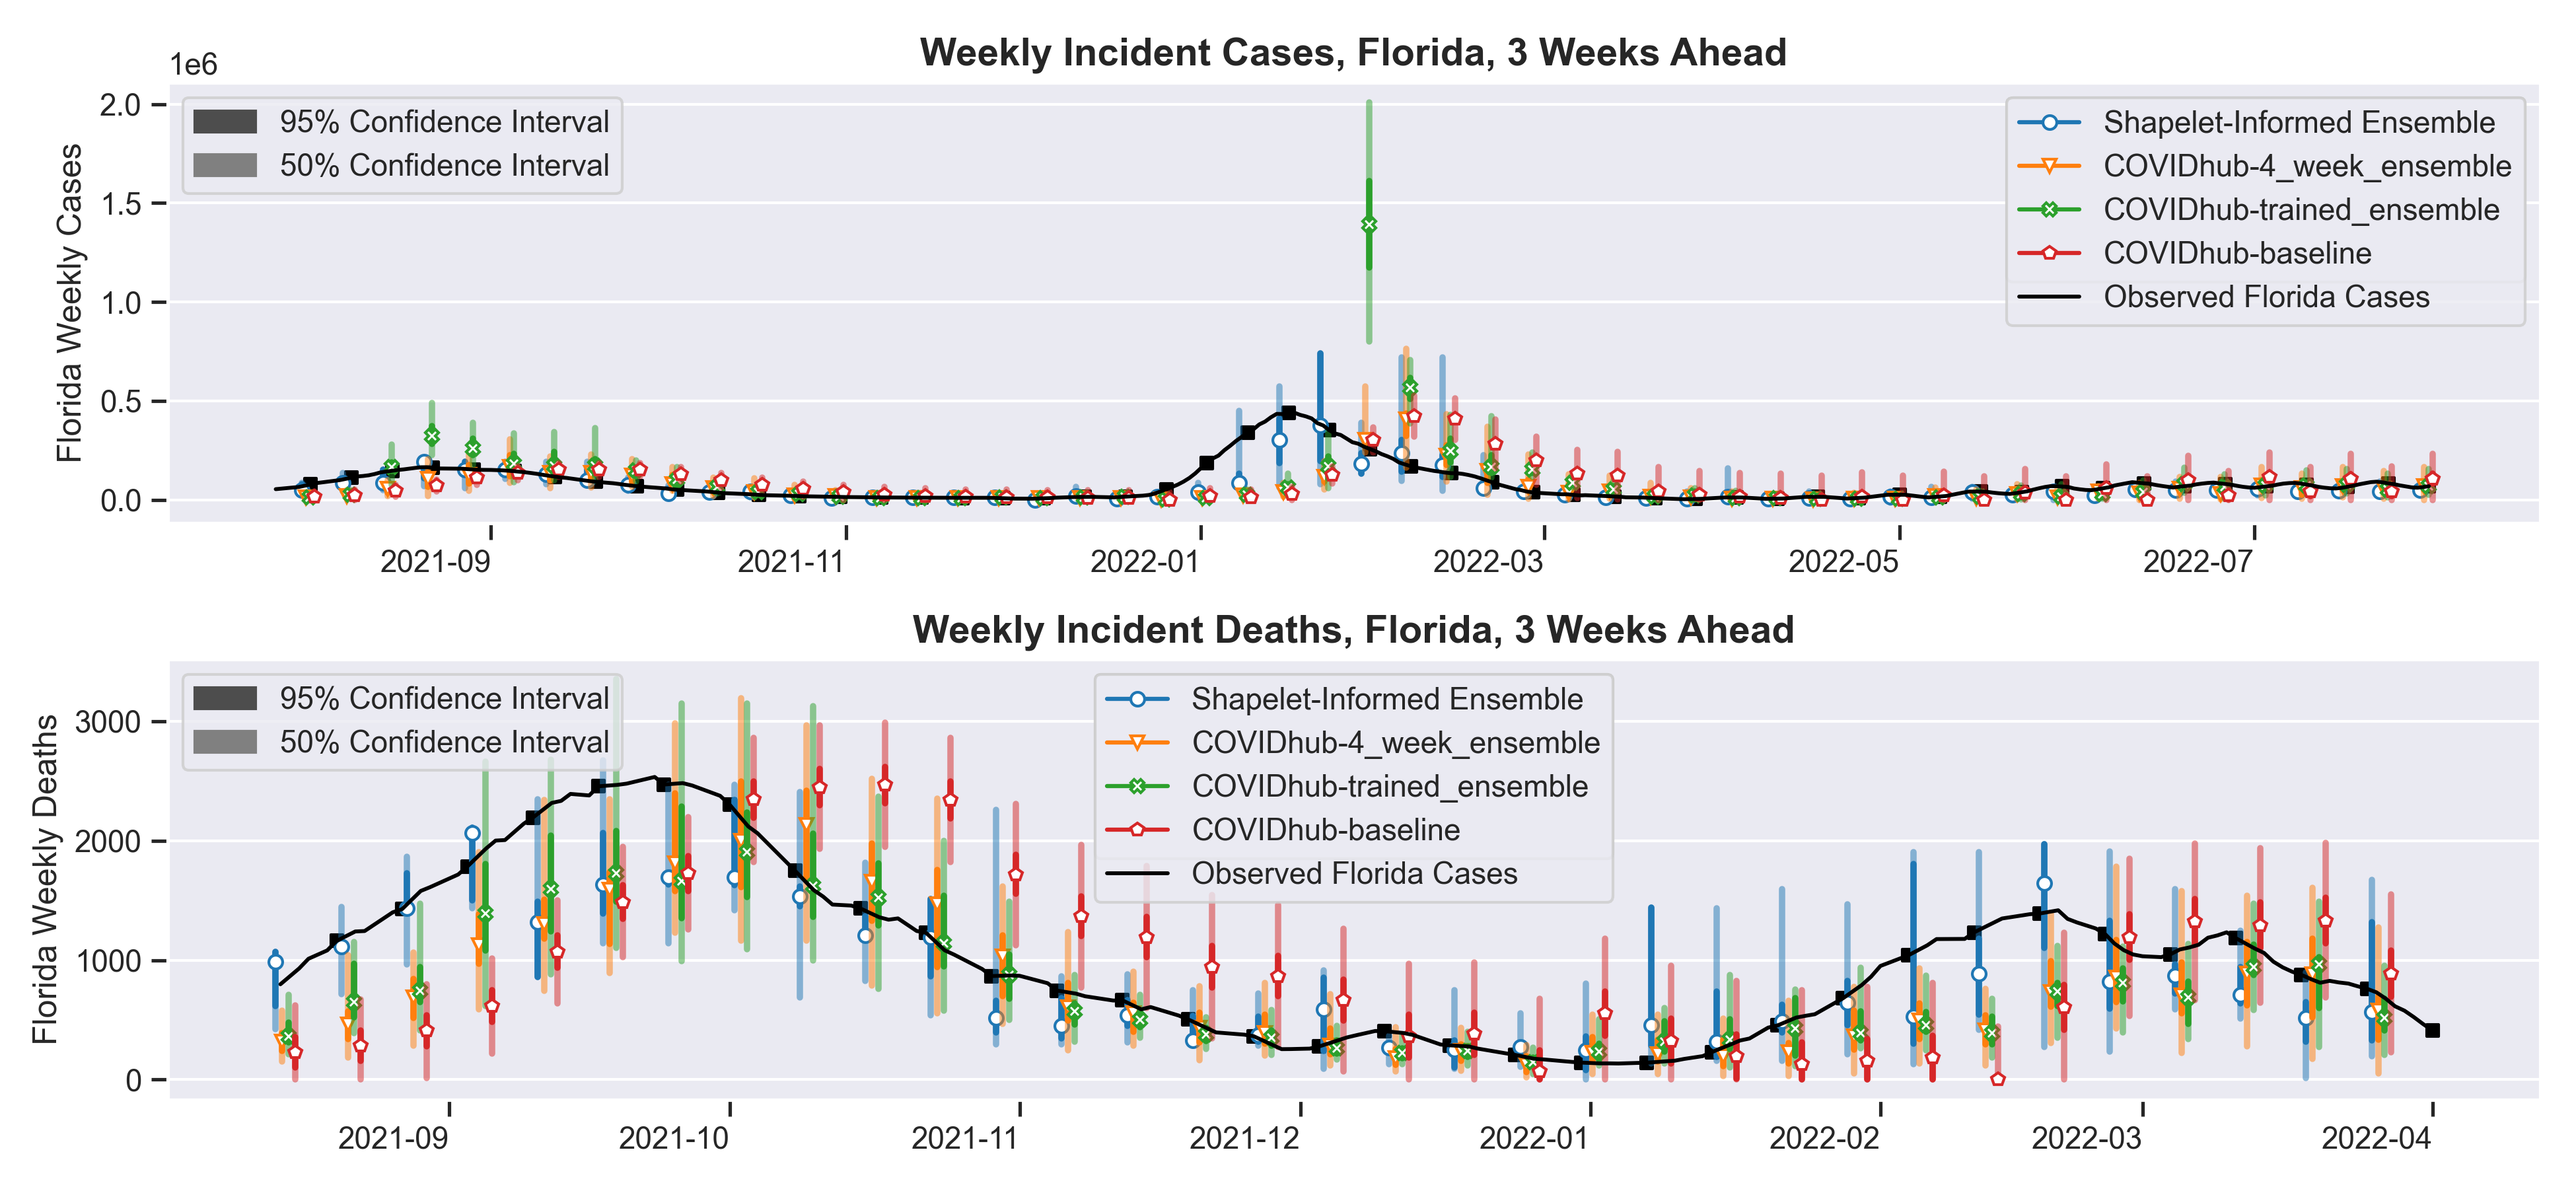 Weekly Incident Cases, Florida, 3 Weeks Ahead
1e6
Florida Weekly Cases
2.0
1.5
1.0
0.5
0.0
95% Confidence Interval
50% Confidence Interval
Shapelet-Informed Ensemble
COVIDhub-4_week_ensemble
COVIDhub-trained_ensemble
COVIDhub-baseline
Observed Florida Cases
2021-09 2021-11 2022-01 2022-03 2022-05 2022-07
Weekly Incident Deaths, Florida, 3 Weeks Ahead
Florida Weekly Deaths
3000
2000
1000
0
95% Confidence Interval
50% Confidence Interval
Shapelet-Informed Ensemble
COVIDhub-4_week_ensemble
COVIDhub-trained_ensemble
COVIDhub-baseline
Observed Florida Cases
2021-09 2021-10 2021-11 2021-12 2022-01 2022-02 2022-03 2022-04